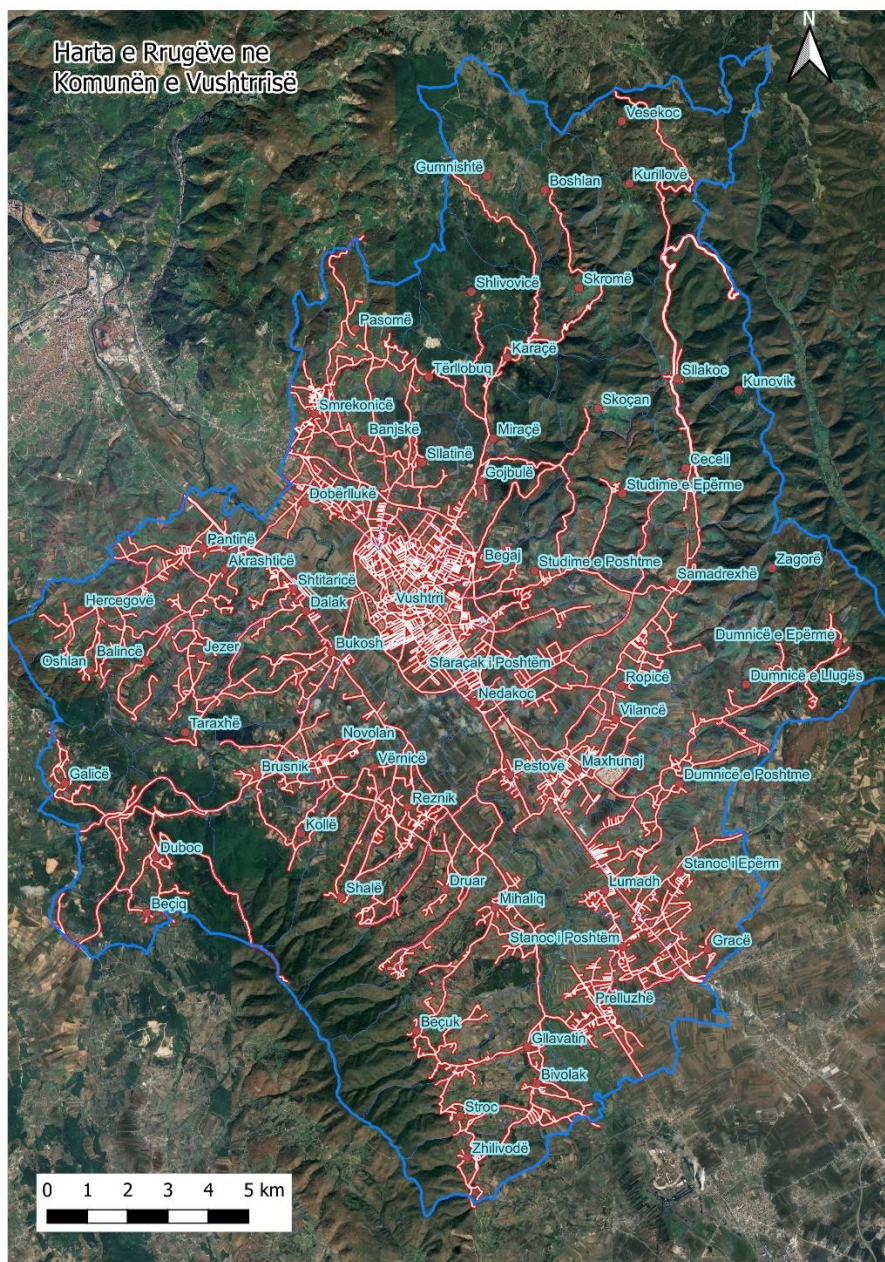 Harta e Rrugëve ne
Komunën e Vushtrrisë
N
Vesekoc
Gumnishtë
Boshlan
Kurillovë
Shlivovicë
Skromë
Pasomë
Karaçë
Tërllobuq
Sllakoc
Kunovik
Smrekonicë
Skoçan
Banjskë
Miraçë
Sllatinë
Ceceli
Gojbulë
Studime e Epërme
Dobërllukë
Pantinë
Akrashticë
Begaj
Studime e Poshtme
Zagorë
Samadrexhë
Shtitaricë
Vushtrri
Dalak
Hercegovë
Dumnicë e Epërme
Jezer
Bukosh
Balincë
Oshlan
Sfaraçak i Poshtëm
Ropicë
Dumnicë e Llugës
Nedakoc
Vilancë
Taraxhë
Novolan
Vërnicë
Maxhunaj
Pestovë
Brusnik
Galicë
Dumnicë e Poshtme
Reznik
Kollë
Duboc
Stanoc i Epërm
Druar
Lumadh
Shalë
Mihaliq
Beçiq
Stanoc i Poshtëm
Gracë
Prelluzhë
Beçuk
Gllavatin
Bivolak
Stroc
Zhilivodë
0 1 2 3 4 5 km